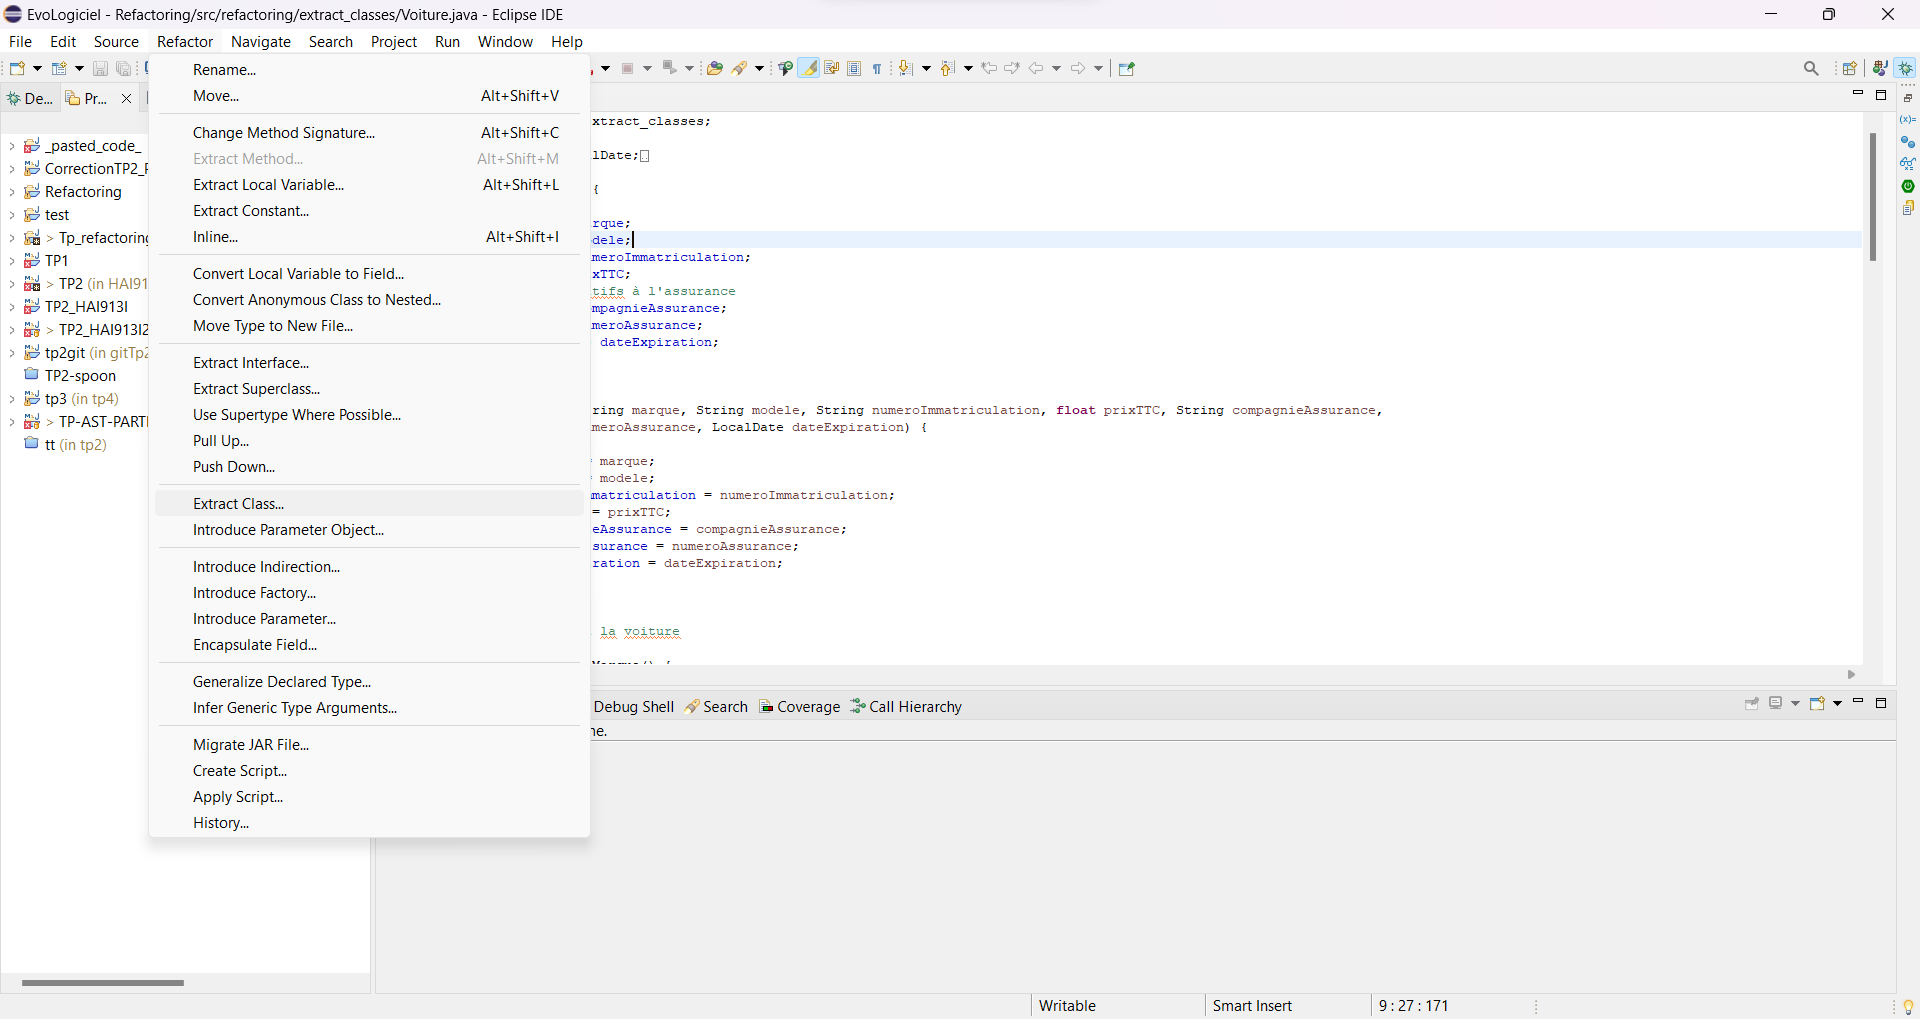 EvoLogiciel - Refactoring/src/refactoring/extract_classes/Voiture.java - Eclipse IDE
File Edit Source Refactor Navigate Search Project Run Window Help
De... Pr...
_pasted_code_
CorrectionTP2_
Refactoring
test
> Tp_refactoring
TP1
> TP2 (in HAI91
TP2_HAI913I
> TP2_HAI913I2
tp2git (in gitTp2
TP2-spoon
tp3 (in tp4)
> TP-AST-PARTI
tt (in tp2)
Rename...
Move... Alt+Shift+V
Change Method Signature... Alt+Shift+C
Extract Method... Alt+Shift+M
Extract Local Variable... Alt+Shift+L
Extract Constant...
Inline... Alt+Shift+I
Convert Local Variable to Field...
Convert Anonymous Class to Nested...
Move Type to New File...
Extract Interface...
Extract Superclass...
Use Supertype Where Possible...
Pull Up...
Push Down...
Extract Class...
Introduce Parameter Object...
Introduce Indirection...
Introduce Factory...
Introduce Parameter...
Encapsulate Field...
Generalize Declared Type...
Infer Generic Type Arguments...
Migrate JAR File...
Create Script...
Apply Script...
History...
xtract_classes;
lDate;
{
rque;
dele;
meroImmatriculation;
xTTC;
tifs à l'assurance
mpagnieAssurance;
meroAssurance;
dateExpiration;
ring marque, String modele, String numeroImmatriculation, float prixTTC, String compagnieAssurance,
meroAssurance, LocalDate dateExpiration) {
= marque;
= modele;
matriculation = numeroImmatriculation;
= prixTTC;
eAssurance = compagnieAssurance;
surance = numeroAssurance;
ration = dateExpiration;
la voiture
Debug Shell Search Coverage Call Hierarchy
ne.
Writable Smart Insert 9 : 27 : 171